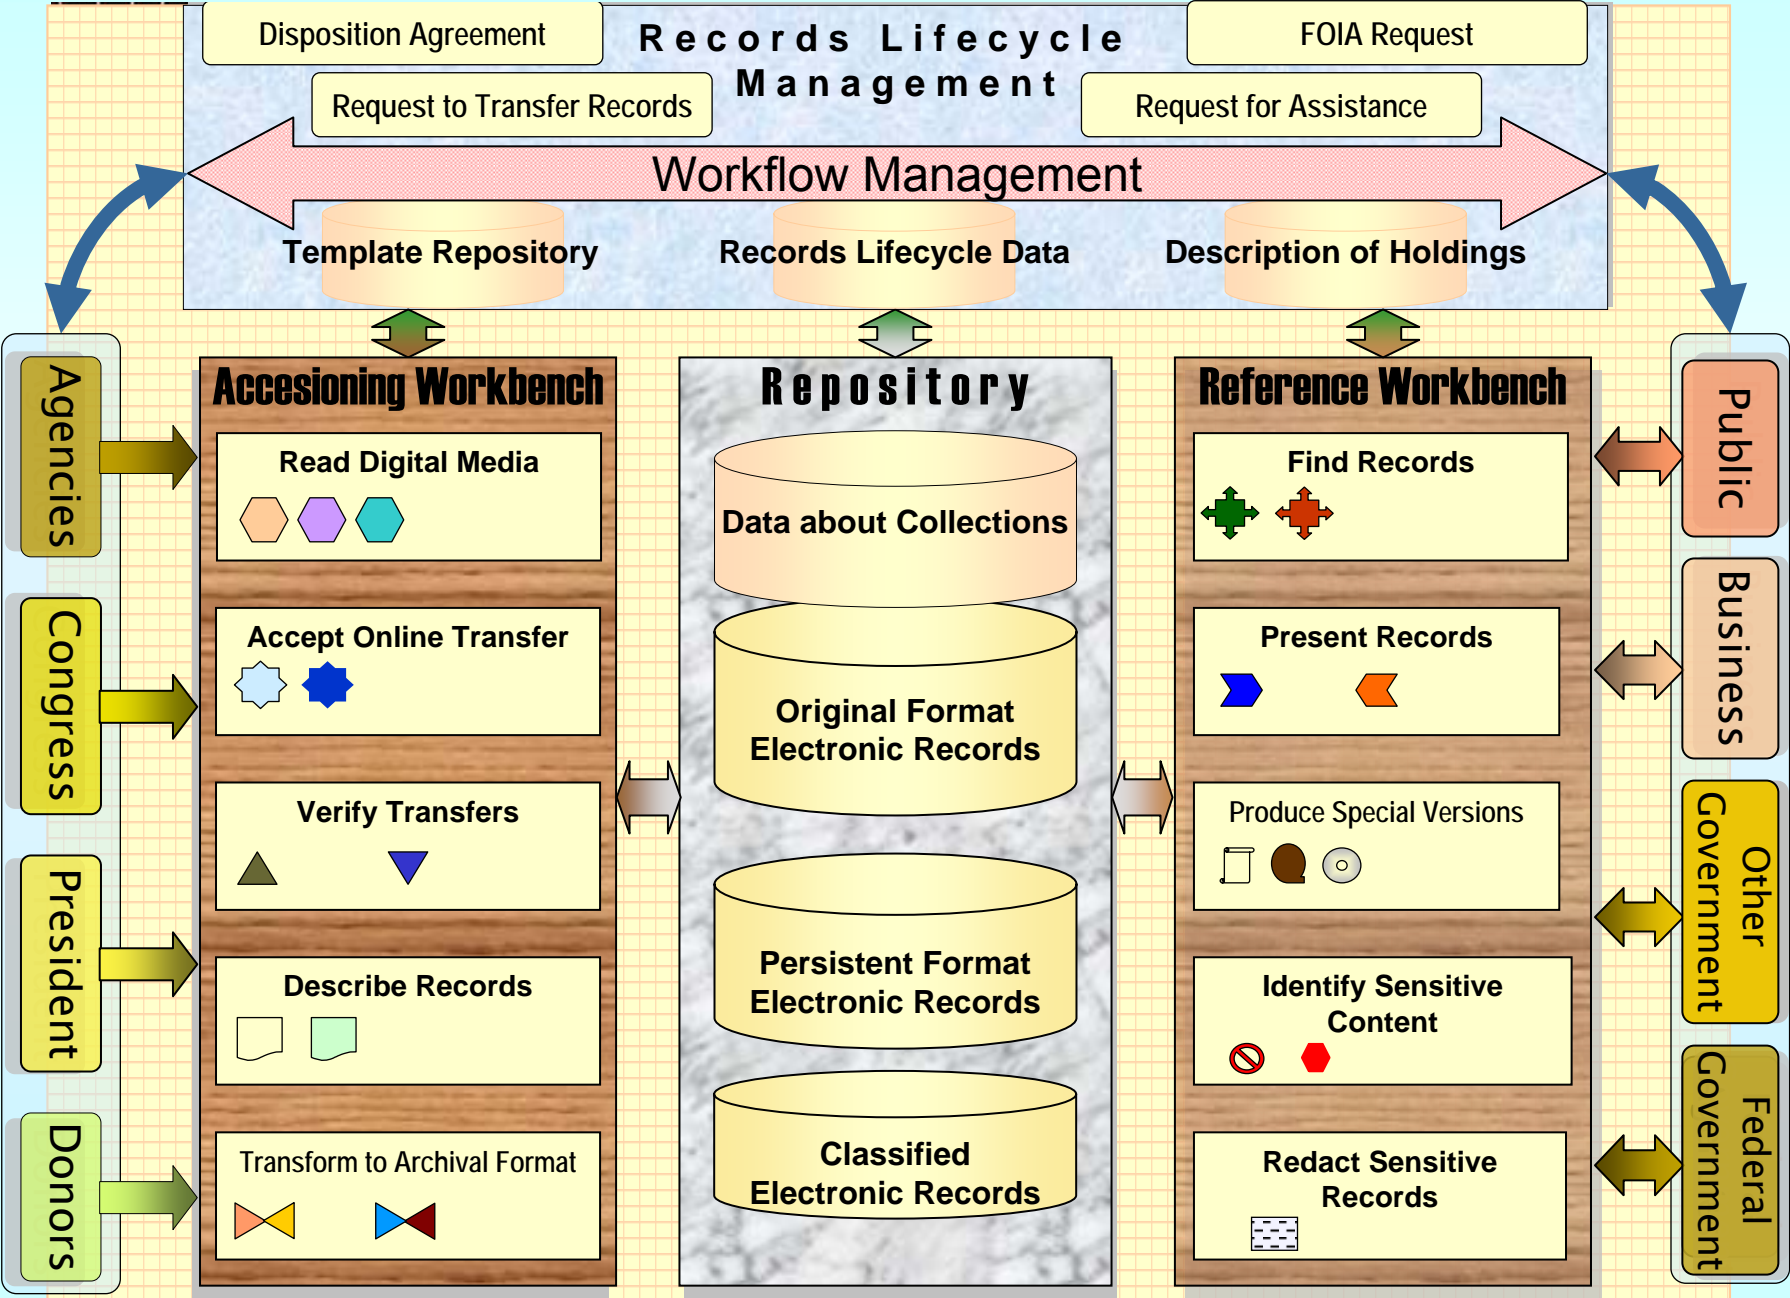 Disposition Agreement
Records Lifecycle
Management
FOIA Request
Request to Transfer Records
Request for Assistance
Workflow Management
Template Repository
Records Lifecycle Data
Description of Holdings
Agencies
Congress
President
Donors
Accesioning Workbench
Read Digital Media
Accept Online Transfer
Verify Transfers
Describe Records
Transform to Archival Format
Repository
Data about Collections
Original Format
Electronic Records
Persistent Format
Electronic Records
Classified
Electronic Records
Reference Workbench
Find Records
Present Records
Produce Special Versions
Identify Sensitive
Content
Redact Sensitive
Records
Public
Business
Other
Government
Federal
Government